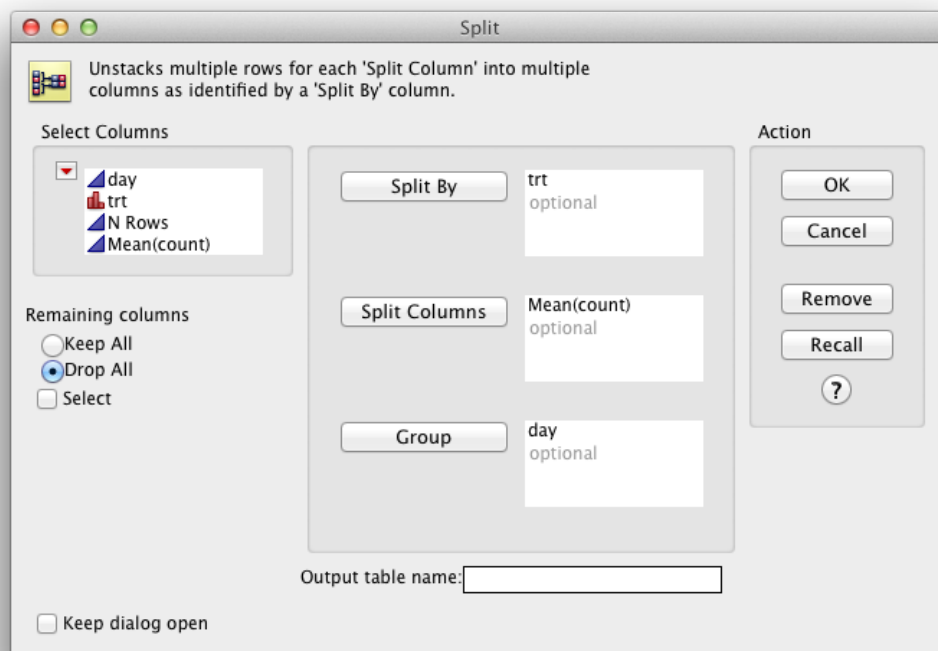 Split
Unstacks multiple rows for each 'Split Column' into multiple
columns as identified by a 'Split By' column.
Select Columns
day
trt
N Rows
Mean(count)
Remaining columns
Keep All
Drop All
Select
Split By
trt
optional
Split Columns
Mean(count)
optional
Group
day
optional
Output table name:
Action
OK
Cancel
Remove
Recall
?
Keep dialog open